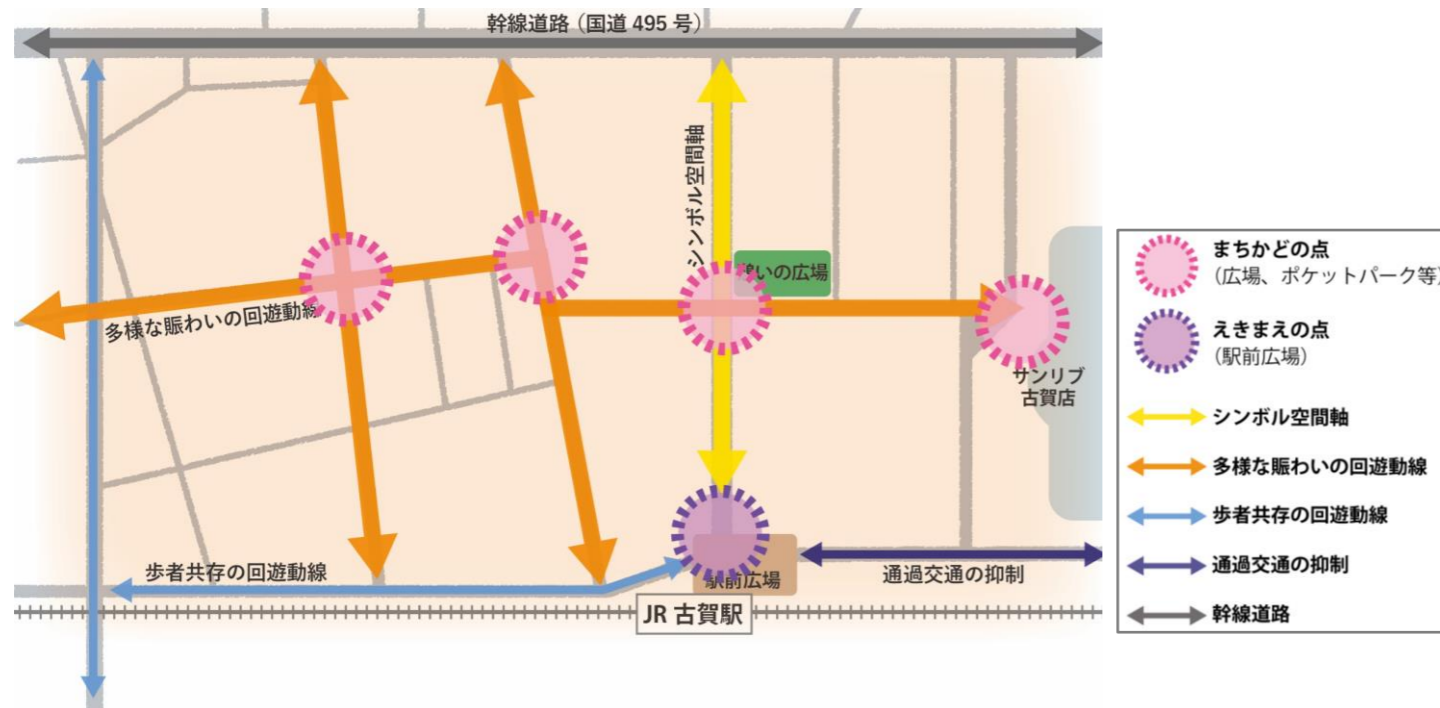 幹線道路（国道 495 号）
シンボル空間軸
いの広場
多様な賑わいの回遊動線
サンリブ
古賀店
歩者共存の回遊動線
駅前広場
通過交通の抑制
JR 古賀駅
まちかどの点
（広場、ポケットパーク等）
えきまえの点
（駅前広場）
シンボル空間軸
多様な賑わいの回遊動線
歩者共存の回遊動線
通過交通の抑制
幹線道路